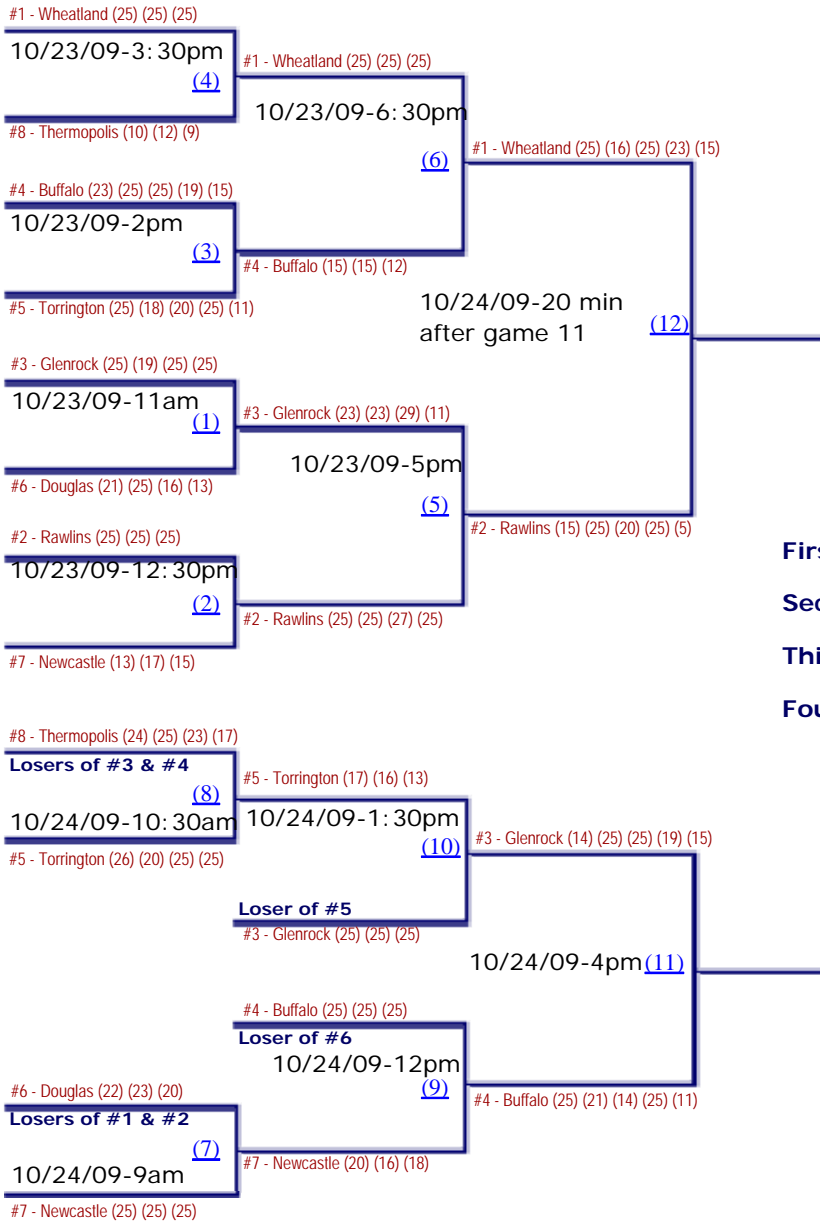 #1 - Wheatland (25) (25) (25)
10/23/09-3:30pm
(4)
#8 - Thermopolis (10) (12) (9)
#1 - Wheatland (25) (25) (25)
10/23/09-6:30pm
(6)
#4 - Buffalo (23) (25) (25) (19) (15)
10/23/09-2pm
(3)
#5 - Torrington (25) (18) (20) (25) (11)
#4 - Buffalo (15) (15) (12)
#1 - Wheatland (25) (16) (25) (23) (15)
10/24/09-20 min
after game 11
(12)
#3 - Glenrock (25) (19) (25) (25)
10/23/09-11am
(1)
#6 - Douglas (21) (25) (16) (13)
#3 - Glenrock (23) (23) (29) (11)
10/23/09-5pm
(5)
#2 - Rawlins (25) (25) (25)
10/23/09-12:30pm
(2)
#7 - Newcastle (13) (17) (15)
#2 - Rawlins (25) (25) (27) (25)
#2 - Rawlins (15) (25) (20) (25) (5)
Firs
Sec
Thi
Fou
#8 - Thermopolis (24) (25) (23) (17)
Losers of #3 & #4
(8)
10/24/09-10:30am
#5 - Torrington (26) (20) (25) (25)
#5 - Torrington (17) (16) (13)
10/24/09-1:30pm
(10)
Loser of #5
#3 - Glenrock (25) (25) (25)
#3 - Glenrock (14) (25) (25) (19) (15)
10/24/09-4pm
(11)
#4 - Buffalo (25) (25) (25)
Loser of #6
10/24/09-12pm
(9)
#4 - Buffalo (25) (21) (14) (25) (11)
#6 - Douglas (22) (23) (20)
Losers of #1 & #2
(7)
10/24/09-9am
#7 - Newcastle (25) (25) (25)
#7 - Newcastle (20) (16) (18)